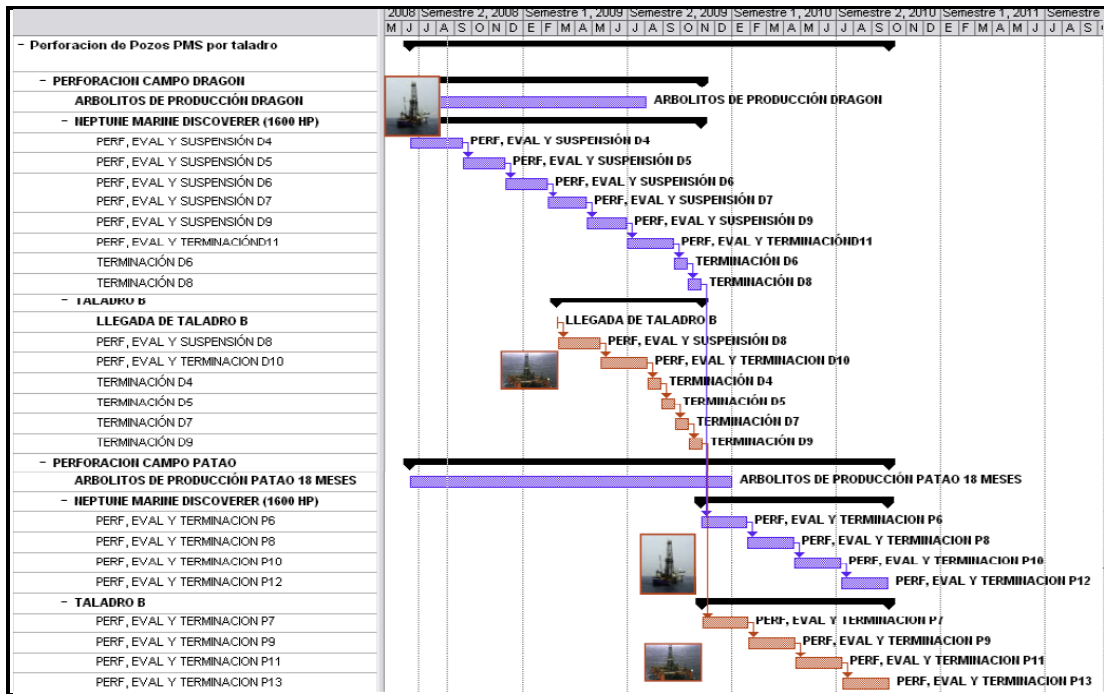 2008 Semestre 2, 2008 Semestre 1, 2009 Semestre 2, 2009 Semestre 1, 2010 Semestre 2, 2010 Semestre 1, 2011 Semestre
M J J A S O N D E F M A M J J A S O N D E F M A M J J A S O N D E F M A M J J A S
- Perforacion de Pozos PMS por taladro
- PERFORACION CAMPO DRAGON
ARBOLITOS DE PRODUCCIÓN DRAGON ARBOLITOS DE PRODUCCIÓN DRAGON
- NEPTUNE MARINE DISCOVERER (1600 HP)
PERF, EVAL Y SUSPENSIÓN D4 PERF, EVAL Y SUSPENSIÓN D4
PERF, EVAL Y SUSPENSIÓN D5 PERF, EVAL Y SUSPENSIÓN D5
PERF, EVAL Y SUSPENSIÓN D6 PERF, EVAL Y SUSPENSIÓN D6
PERF, EVAL Y SUSPENSIÓN D7 PERF, EVAL Y SUSPENSIÓN D7
PERF, EVAL Y SUSPENSIÓN D9 PERF, EVAL Y SUSPENSIÓN D9
PERF, EVAL Y TERMINACIÓND11 PERF, EVAL Y TERMINACIÓND11
TERMINACIÓN D6 TERMINACIÓN D6
TERMINACIÓN D8 TERMINACIÓN D8
- TALADRO B
LLEGADA DE TALADRO B LLEGADA DE TALADRO B
PERF, EVAL Y SUSPENSIÓN D8 PERF, EVAL Y SUSPENSIÓN D8
PERF, EVAL Y TERMINACION D10 PERF, EVAL Y TERMINACION D10
TERMINACIÓN D4 TERMINACIÓN D4
TERMINACIÓN D5 TERMINACIÓN D5
TERMINACIÓN D7 TERMINACIÓN D7
TERMINACIÓN D9 TERMINACIÓN D9
- PERFORACION CAMPO PATAO
ARBOLITOS DE PRODUCCIÓN PATAO 18 MESES ARBOLITOS DE PRODUCCIÓN PATAO 18 MESES
- NEPTUNE MARINE DISCOVERER (1600 HP)
PERF, EVAL Y TERMINACION P6 PERF, EVAL Y TERMINACION P6
PERF, EVAL Y TERMINACION P8 PERF, EVAL Y TERMINACION P8
PERF, EVAL Y TERMINACION P10 PERF, EVAL Y TERMINACION P10
PERF, EVAL Y TERMINACION P12 PERF, EVAL Y TERMINACION P12
- TALADRO B
PERF, EVAL Y TERMINACION P7 PERF, EVAL Y TERMINACION P7
PERF, EVAL Y TERMINACION P9 PERF, EVAL Y TERMINACION P9
PERF, EVAL Y TERMINACION P11 PERF, EVAL Y TERMINACION P11
PERF, EVAL Y TERMINACION P13 PERF, EVAL Y TERMINACION P13